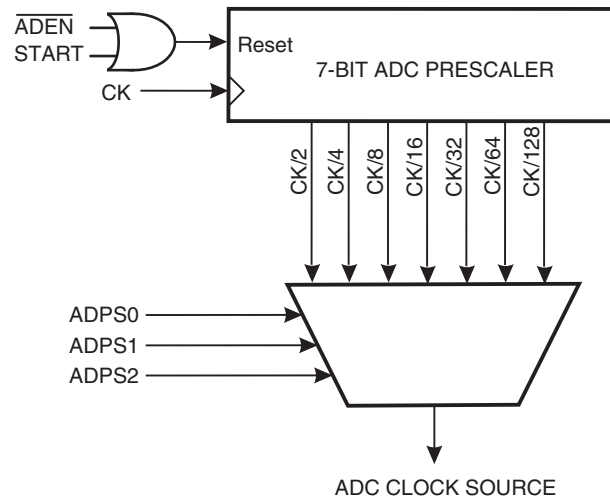 ADEN
START
Reset
7-BIT ADC PRESCALER
CK
CK/2
CK/4
CK/8
CK/16
CK/32
CK/64
CK/128
ADPS0
ADPS1
ADPS2
ADC CLOCK SOURCE